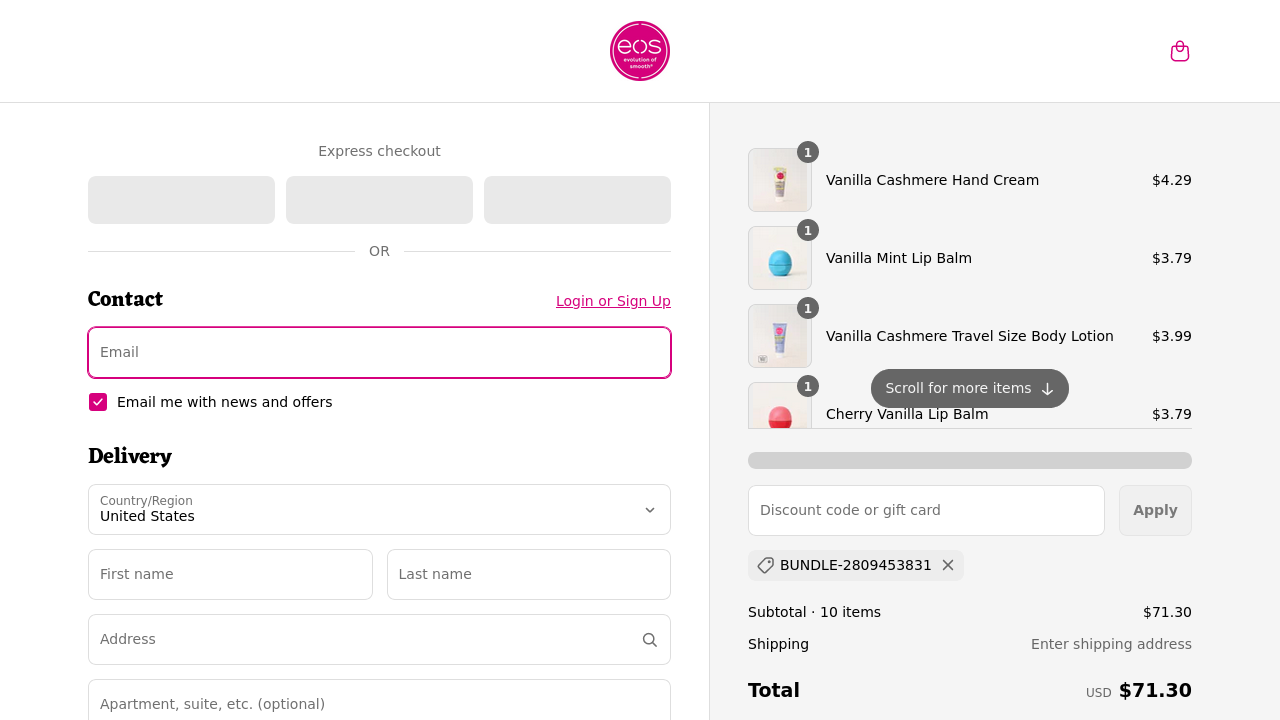 eos
evolution of
smooth®
Express checkout
OR
Contact
Login or Sign Up
Email
Email me with news and offers
Delivery
Country/Region
United States
First name
Last name
Address
Apartment, suite, etc. (optional)
1
Vanilla Cashmere Hand Cream
$4.29
1
Vanilla Mint Lip Balm
$3.79
1
Vanilla Cashmere Travel Size Body Lotion
$3.99
1
Scroll for more items
Cherry Vanilla Lip Balm
$3.79
Discount code or gift card
Apply
BUNDLE-2809453831
Subtotal · 10 items
$71.30
Shipping
Enter shipping address
Total
USD $71.30